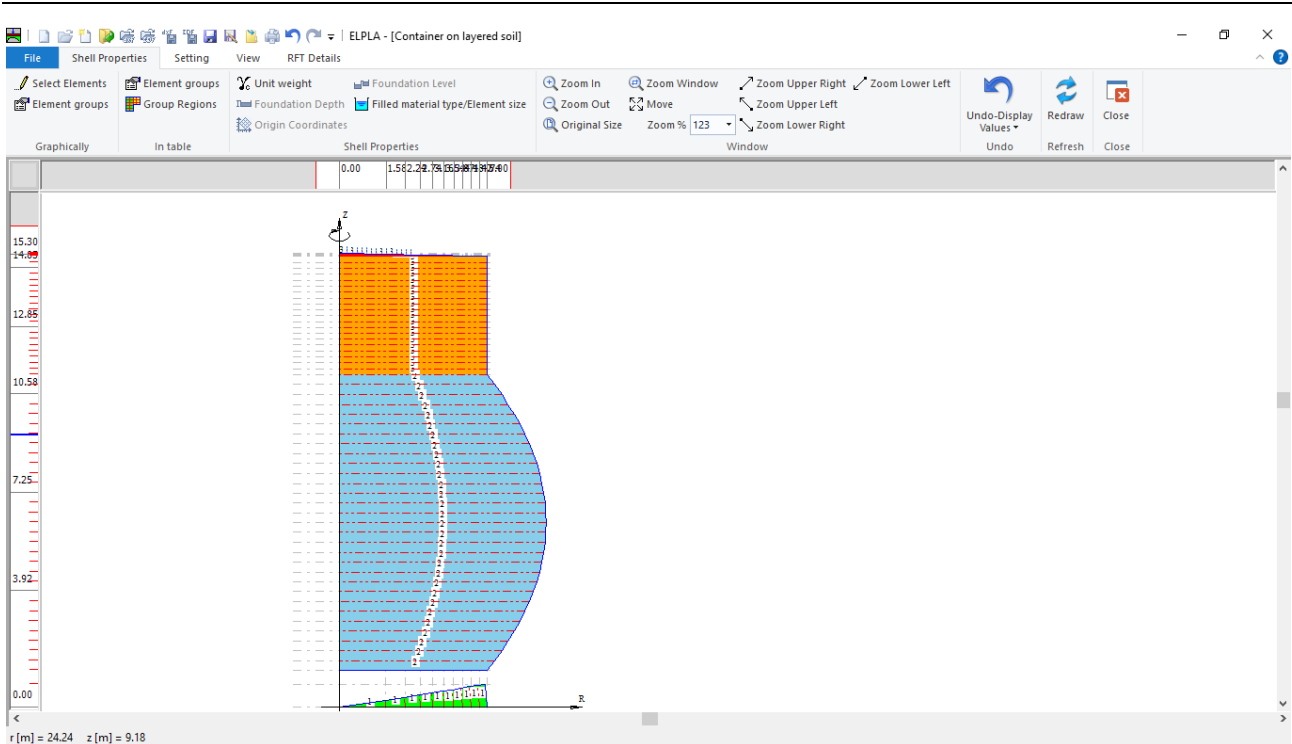 ELPLA - [Container on layered soil]
File Shell Properties Setting View RFT Details
Select Elements Element groups Unit weight Foundation Level Zoom In Zoom Window Zoom Upper Right Zoom Lower Left
Element groups Group Regions Foundation Depth Filled material type/Element size Zoom Out Move Zoom Upper Left
Origin Coordinates Original Size Zoom % 123 Zoom Lower Right
Undo-Display Values Redraw Close
Graphically In table Shell Properties Window Undo Refresh Close
0.00 1.58
Z
15.30
12.85
10.58
7.25
3.92
0.00
R
r [m] = 24.24 z [m] = 9.18